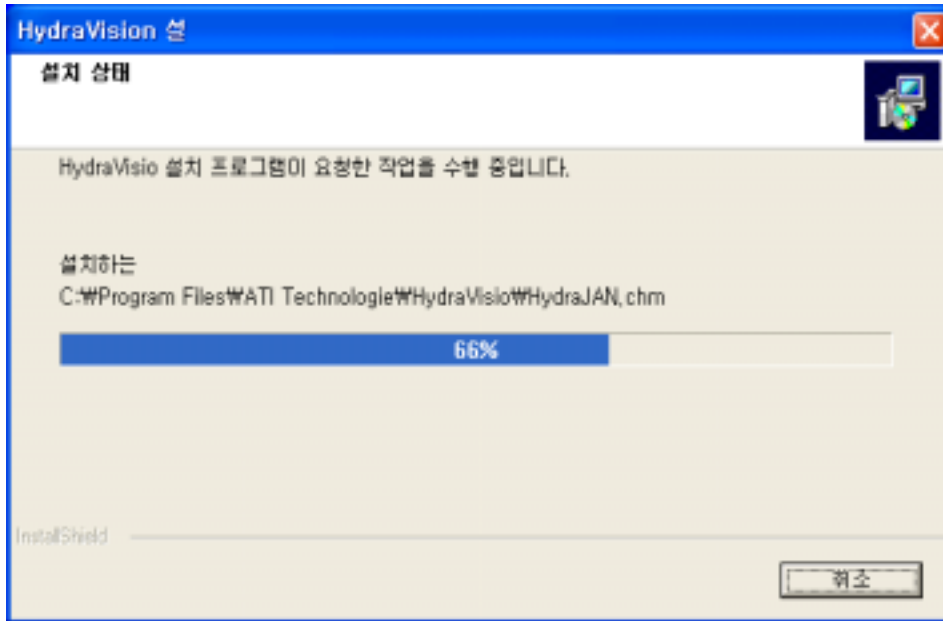 HydraVision 설
설치 상태
HydraVisio 설치 프로그램이 요청한 작업을 수행 중입니다.
설치하는
C:₩Program Files₩ATI Technologie₩HydraVisio₩HydraJAN.chm
66%
InstallShield
취소